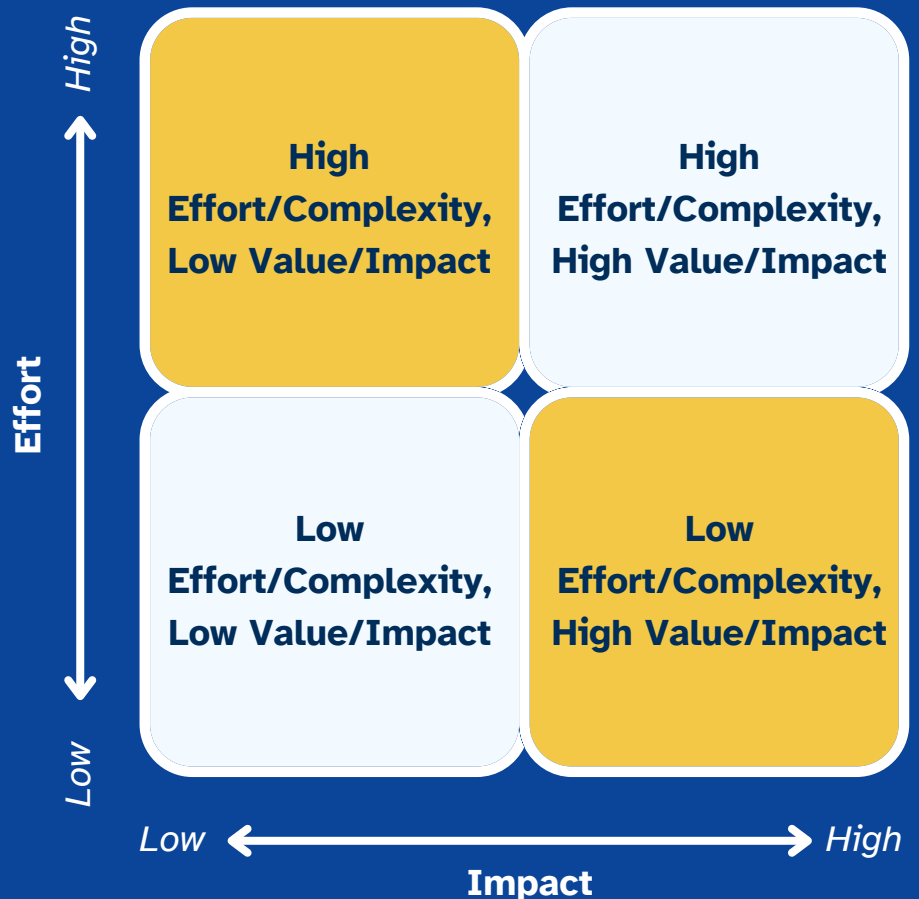 High
High
Effort/Complexity,
Low Value/Impact
High
Effort/Complexity,
High Value/Impact
Effort
Low
Effort/Complexity,
Low Value/Impact
Low
Effort/Complexity,
High Value/Impact
Low
Low
High
Impact